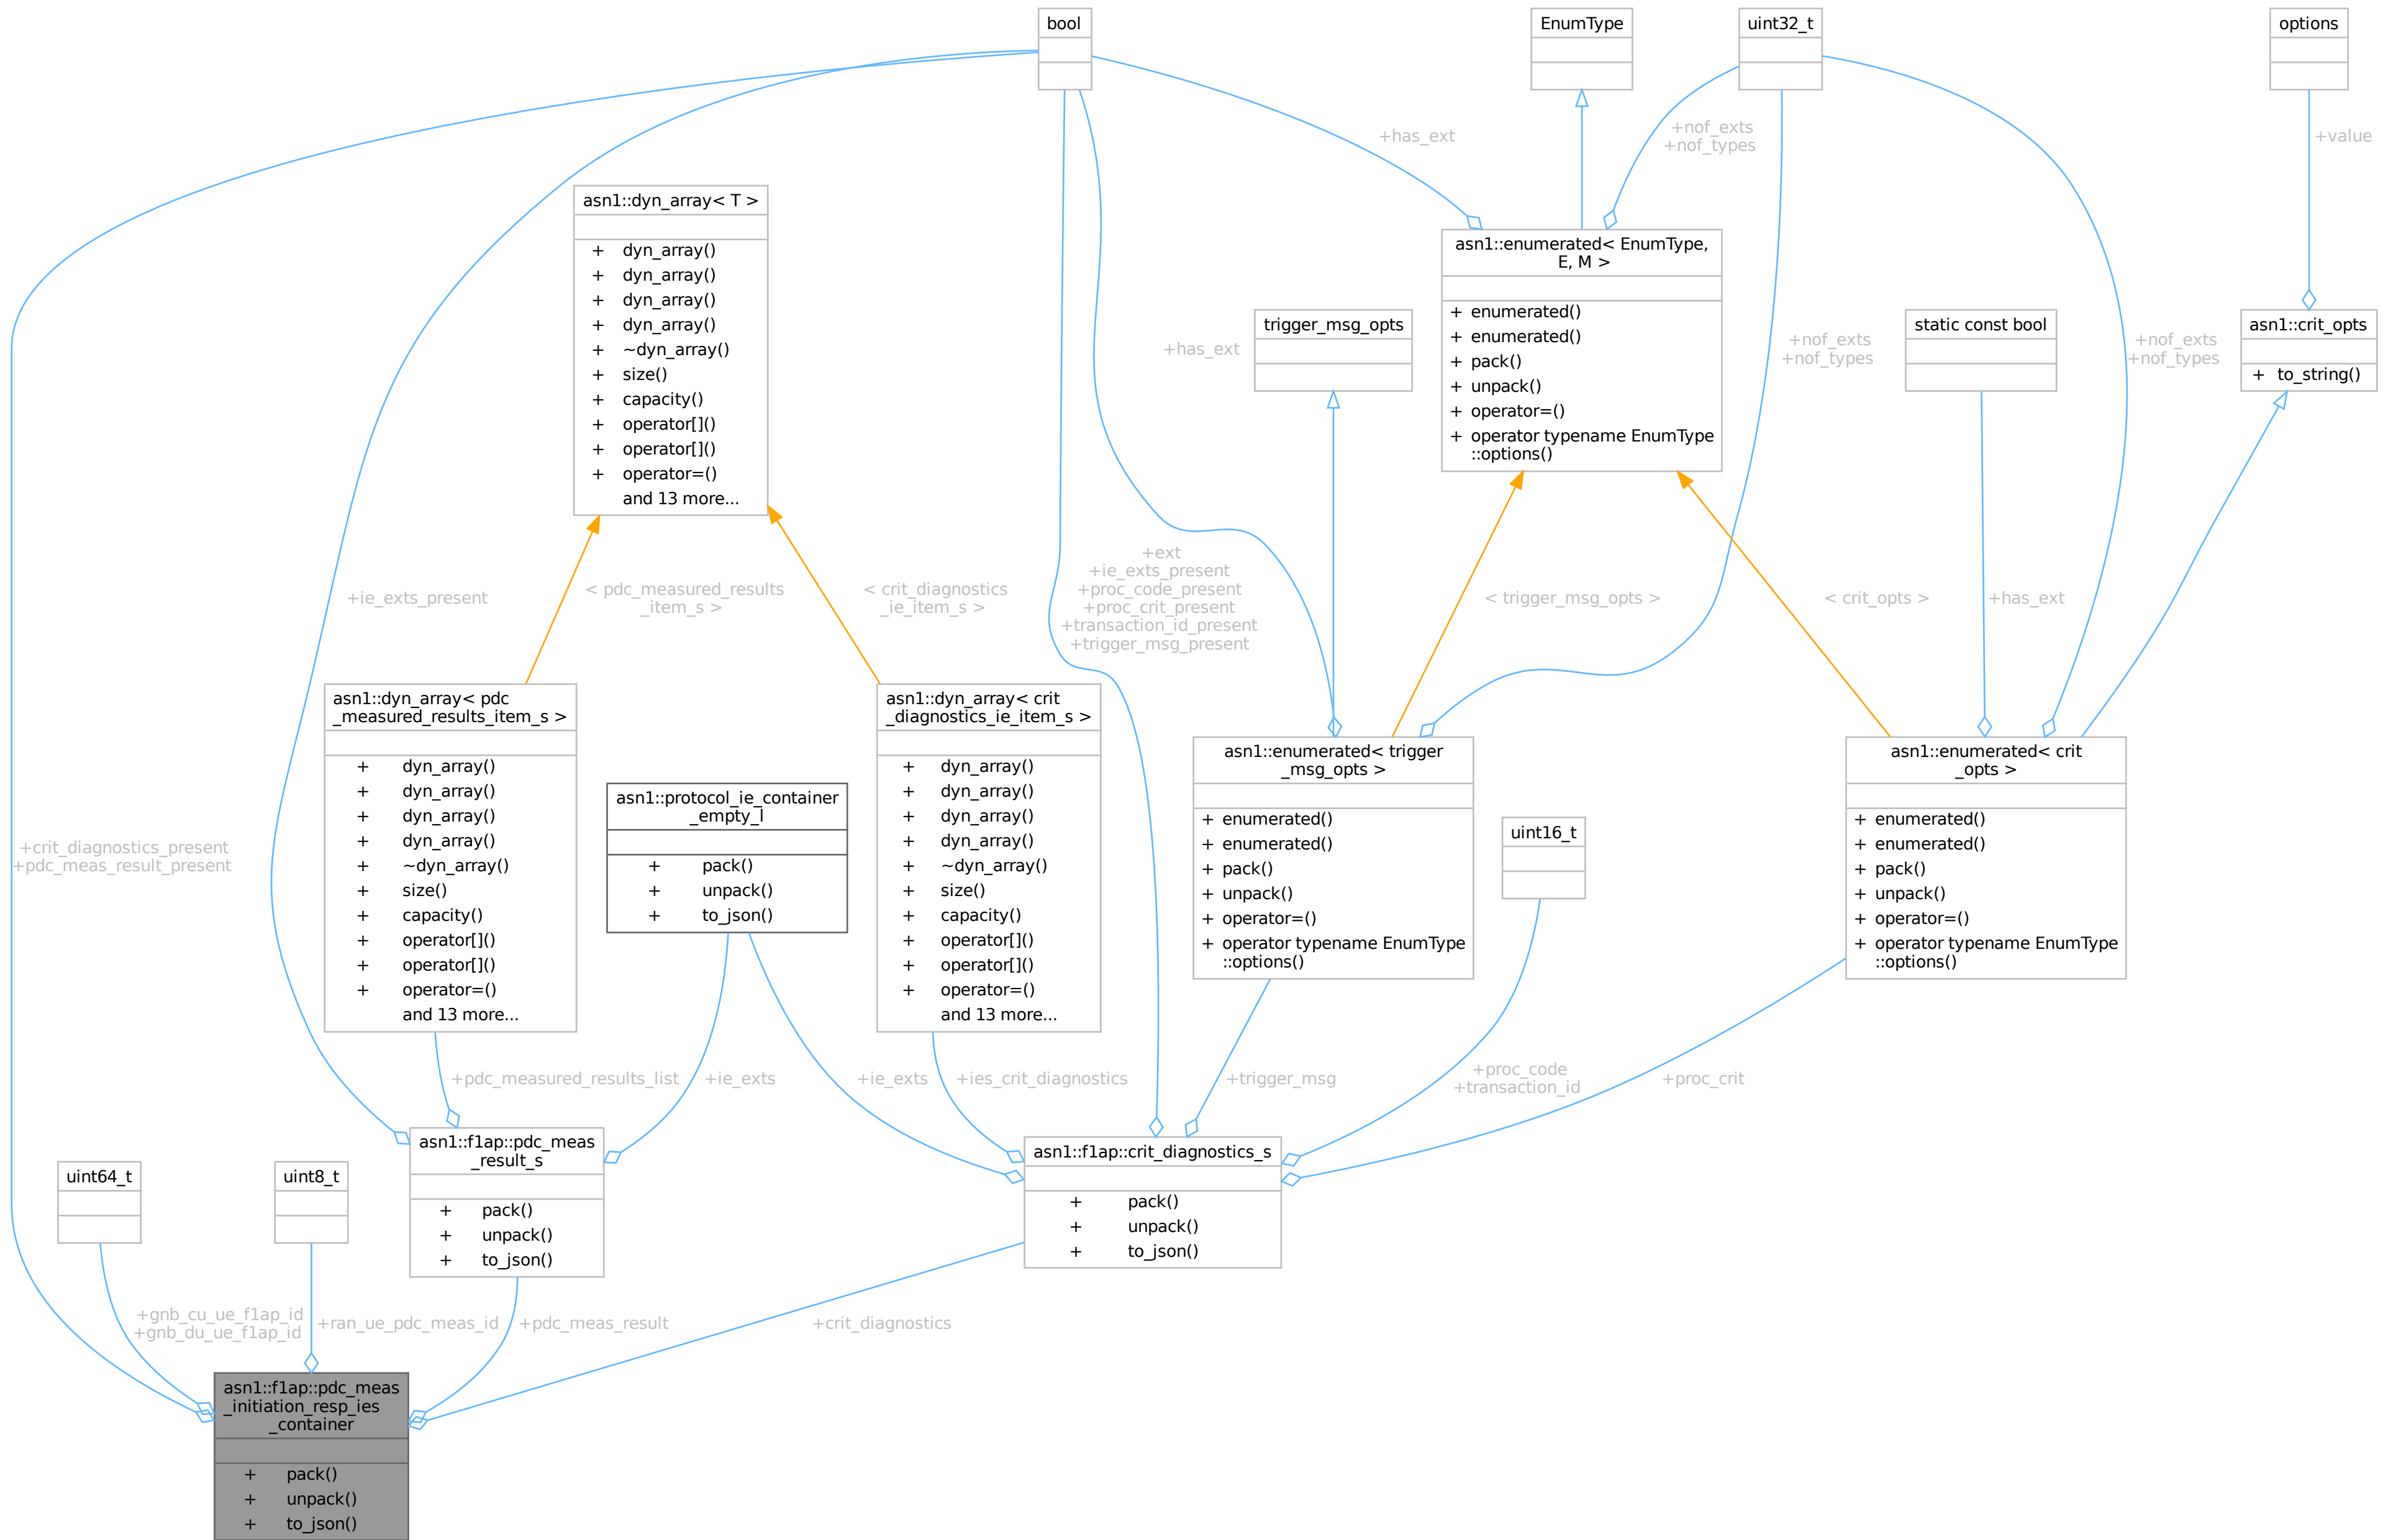 bool
EnumType
uint32_t
options
+has_ext
+nof_exts
+nof_types
+value
asn1::dyn_array< T >
+ dyn_array()
+ dyn_array()
+ dyn_array()
+ dyn_array()
+ ~dyn_array()
+ size()
+ capacity()
+ operator[]()
+ operator[]()
+ operator=()
and 13 more...
asn1::enumerated< EnumType,
E, M >
+ enumerated()
+ enumerated()
+ pack()
+ unpack()
+ operator=()
+ operator typename EnumType
::options()
+has_ext
trigger_msg_opts
+nof_exts
+nof_types
static const bool
+nof_exts
+nof_types
asn1::crit_opts
+ to_string()
+ie_exts_present
< pdc_measured_results
_item_s >
< crit_diagnostics
_ie_item_s >
+ext
+ie_exts_present
+proc_code_present
+proc_crit_present
+transaction_id_present
+trigger_msg_present
< trigger_msg_opts >
< crit_opts >
+has_ext
+crit_diagnostics_present
+pdc_meas_result_present
asn1::dyn_array< pdc
_measured_results_item_s >
+ dyn_array()
+ dyn_array()
+ dyn_array()
+ dyn_array()
+ ~dyn_array()
+ size()
+ capacity()
+ operator[]()
+ operator[]()
+ operator=()
and 13 more...
asn1::protocol_ie_container
_empty_l
+ pack()
+ unpack()
+ to_json()
asn1::dyn_array< crit
_diagnostics_ie_item_s >
+ dyn_array()
+ dyn_array()
+ dyn_array()
+ dyn_array()
+ ~dyn_array()
+ size()
+ capacity()
+ operator[]()
+ operator[]()
+ operator=()
and 13 more...
asn1::enumerated< trigger
_msg_opts >
+ enumerated()
+ enumerated()
+ pack()
+ unpack()
+ operator=()
+ operator typename EnumType
::options()
uint16_t
asn1::enumerated< crit
_opts >
+ enumerated()
+ enumerated()
+ pack()
+ unpack()
+ operator=()
+ operator typename EnumType
::options()
+pdc_measured_results_list
+ie_exts
+ie_exts
+ies_crit_diagnostics
+trigger_msg
+proc_code
+transaction_id
+proc_crit
uint64_t
uint8_t
asn1::f1ap::pdc_meas
_result_s
+ pack()
+ unpack()
+ to_json()
asn1::f1ap::crit_diagnostics_s
+ pack()
+ unpack()
+ to_json()
+gnb_cu_ue_f1ap_id
+gnb_du_ue_f1ap_id
+ran_ue_pdc_meas_id
+pdc_meas_result
+crit_diagnostics
asn1::f1ap::pdc_meas
_initiation_resp_ies
_container
+ pack()
+ unpack()
+ to_json()